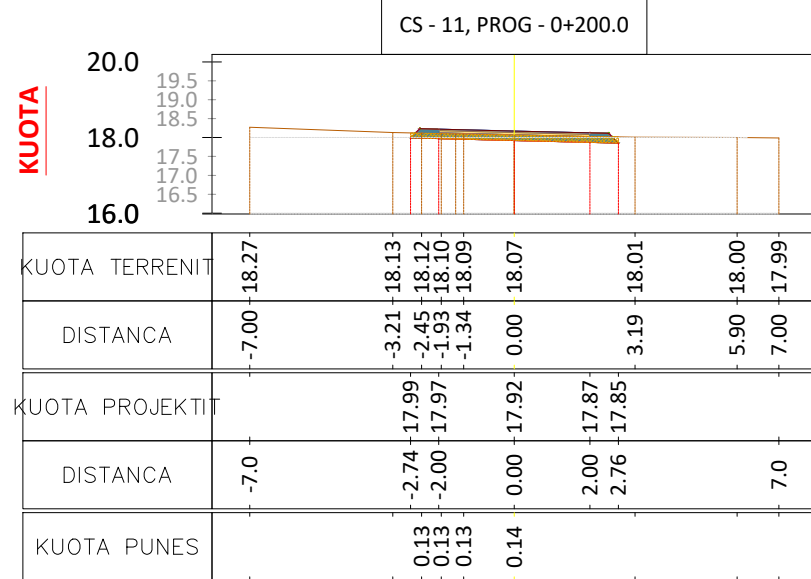 CS - 11, PROG - 0+200.0
KUOTA
20.0
19.5
19.0
18.5
18.0
17.5
17.0
16.5
16.0
KUOTA TERRENIT 18.27 18.13 18.12 18.10 18.09 18.07 18.01 18.00 17.99
DISTANCA -7.00 -3.21 -2.45 -1.93 -1.34 0.00 3.19 5.90 7.00
KUOTA PROJEKTIT 17.99 17.97 17.92 17.87 17.85
DISTANCA -7.0 -2.74 -2.00 0.00 2.00 2.76 7.0
KUOTA PUNES 0.13 0.13 0.13 0.14